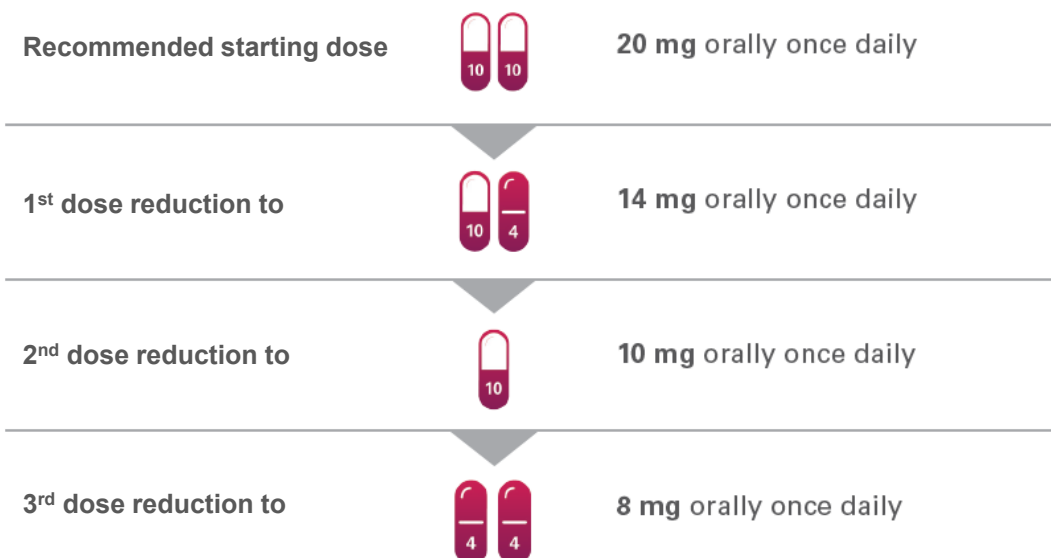 Recommended starting dose 10 10 20 mg orally once daily
1st dose reduction to 10 4 14 mg orally once daily
2nd dose reduction to 10 10 mg orally once daily
3rd dose reduction to 4 4 8 mg orally once daily